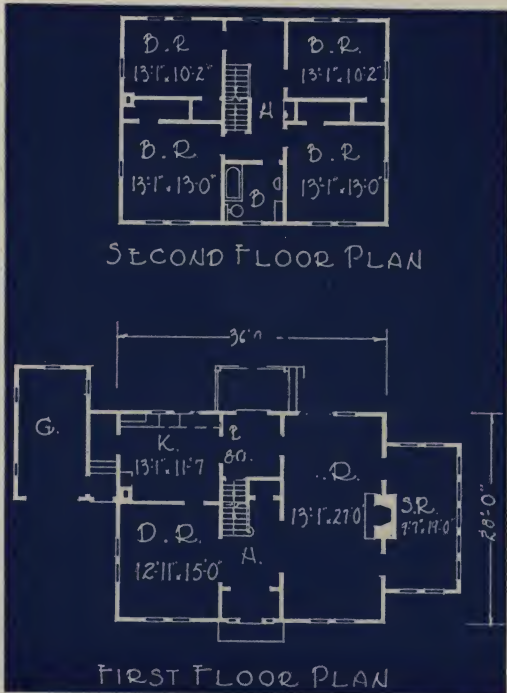 B.R.
13'-1" x 10'-2"
B.R.
13'-1" x 10'-2"
H
B.R.
13'-1" x 13'-0"
B
B.R.
13'-1" x 13'-0"
SECOND FLOOR PLAN
36'
G.
K.
13'-1" x 11'-7
R.
13'-1" x 27'-0
S.R.
9'-7" x 19'-0"
28'-0"
D.R.
12'-11" x 15'-0"
H.
FIRST FLOOR PLAN